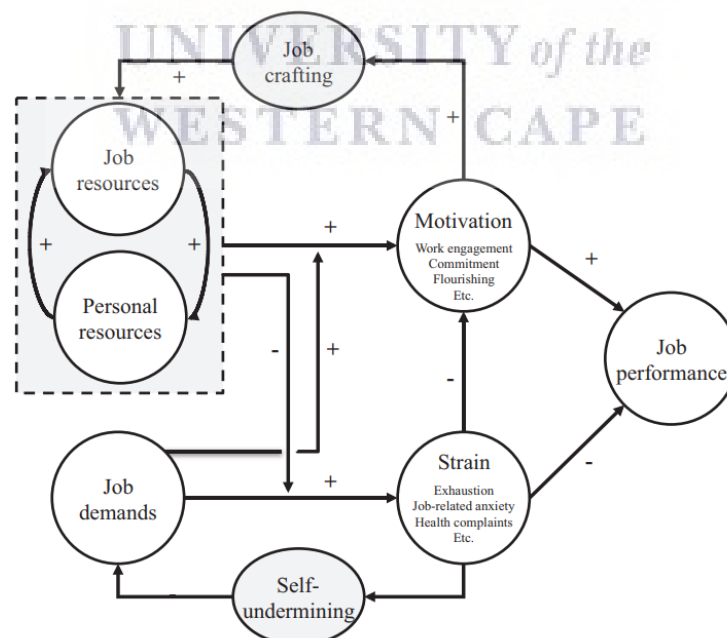 UNIVERSITY of the
WESTERN CAPE
Job
crafting
+
+
Job
resources
+
+
Personal
resources
+
-
+
Motivation
Work engagement
Commitment
Flourishing
Etc.
+
Job
performance
-
-
Job
demands
+
Strain
Exhaustion
Job-related anxiety
Health complaints
Etc.
Self-
undermining
-